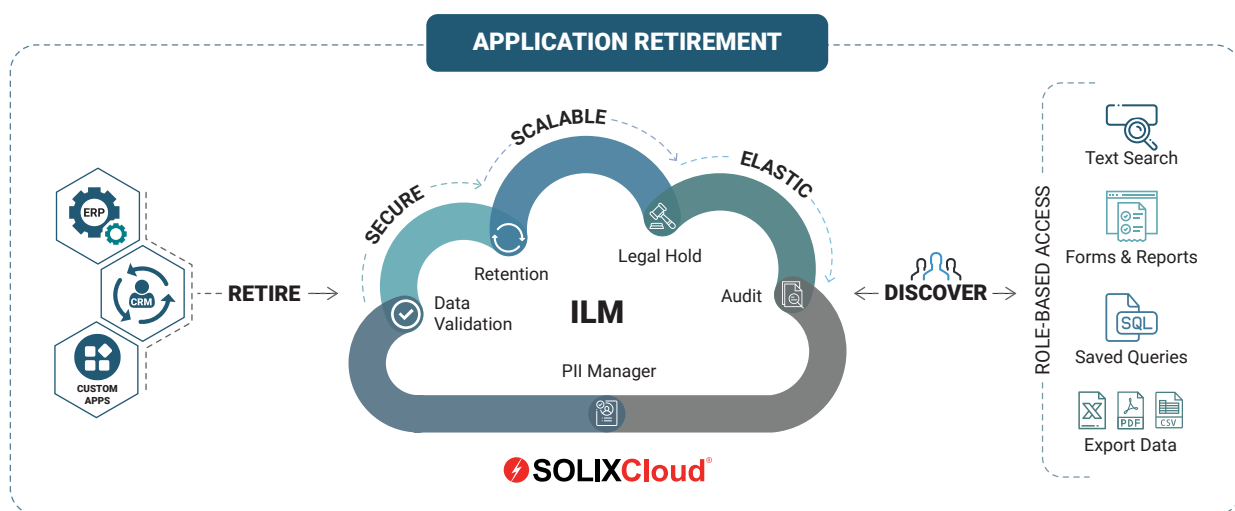 APPLICATION RETIREMENT
ERP
CRM
CUSTOM
APPS
RETIRE
SECURE
SCALABLE
ELASTIC
Retention
Legal Hold
Data
Validation
ILM
Audit
PII Manager
SOLIXCloud®
DISCOVER
ROLE-BASED ACCESS
Text Search
Forms & Reports
SQL
Saved Queries
X
PDF
CSV
Export Data